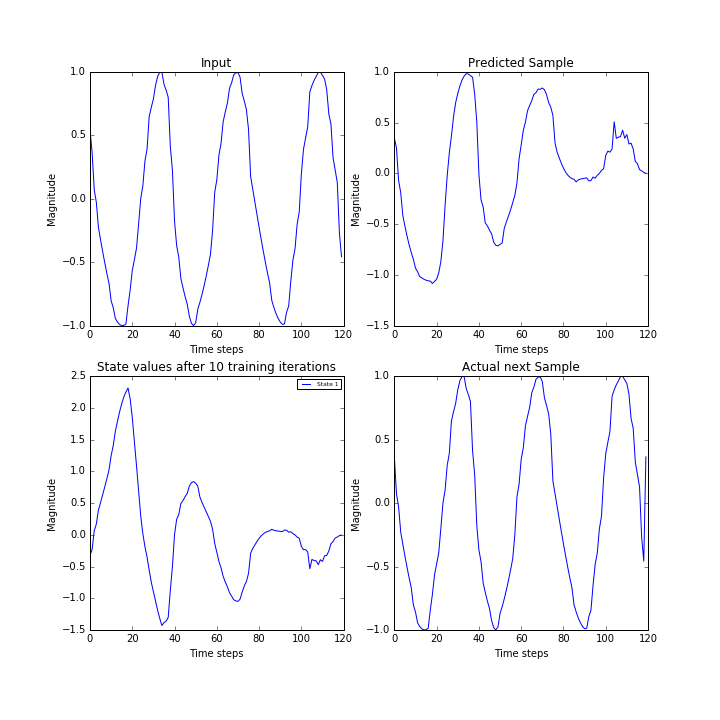 Input
1.0
0.5
0.0
−0.5
−1.0
Magnitude
0 20 40 60 80 100 120
Time steps
Predicted Sample
1.0
0.5
0.0
−0.5
−1.0
−1.5
Magnitude
0 20 40 60 80 100 120
Time steps
State values after 10 training iterations
2.5
2.0
1.5
1.0
0.5
0.0
−0.5
−1.0
−1.5
Magnitude
State 1
0 20 40 60 80 100 120
Time steps
Actual next Sample
1.0
0.5
0.0
−0.5
−1.0
Magnitude
0 20 40 60 80 100 120
Time steps